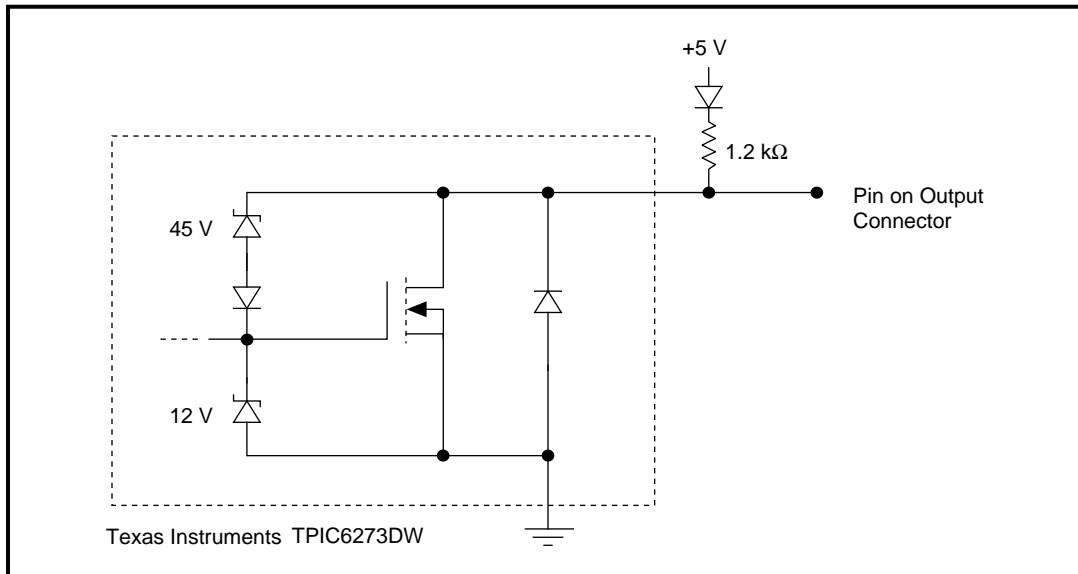 +5 V
1.2 kΩ
Pin on Output
Connector
45 V
12 V
Texas Instruments TPIC6273DW